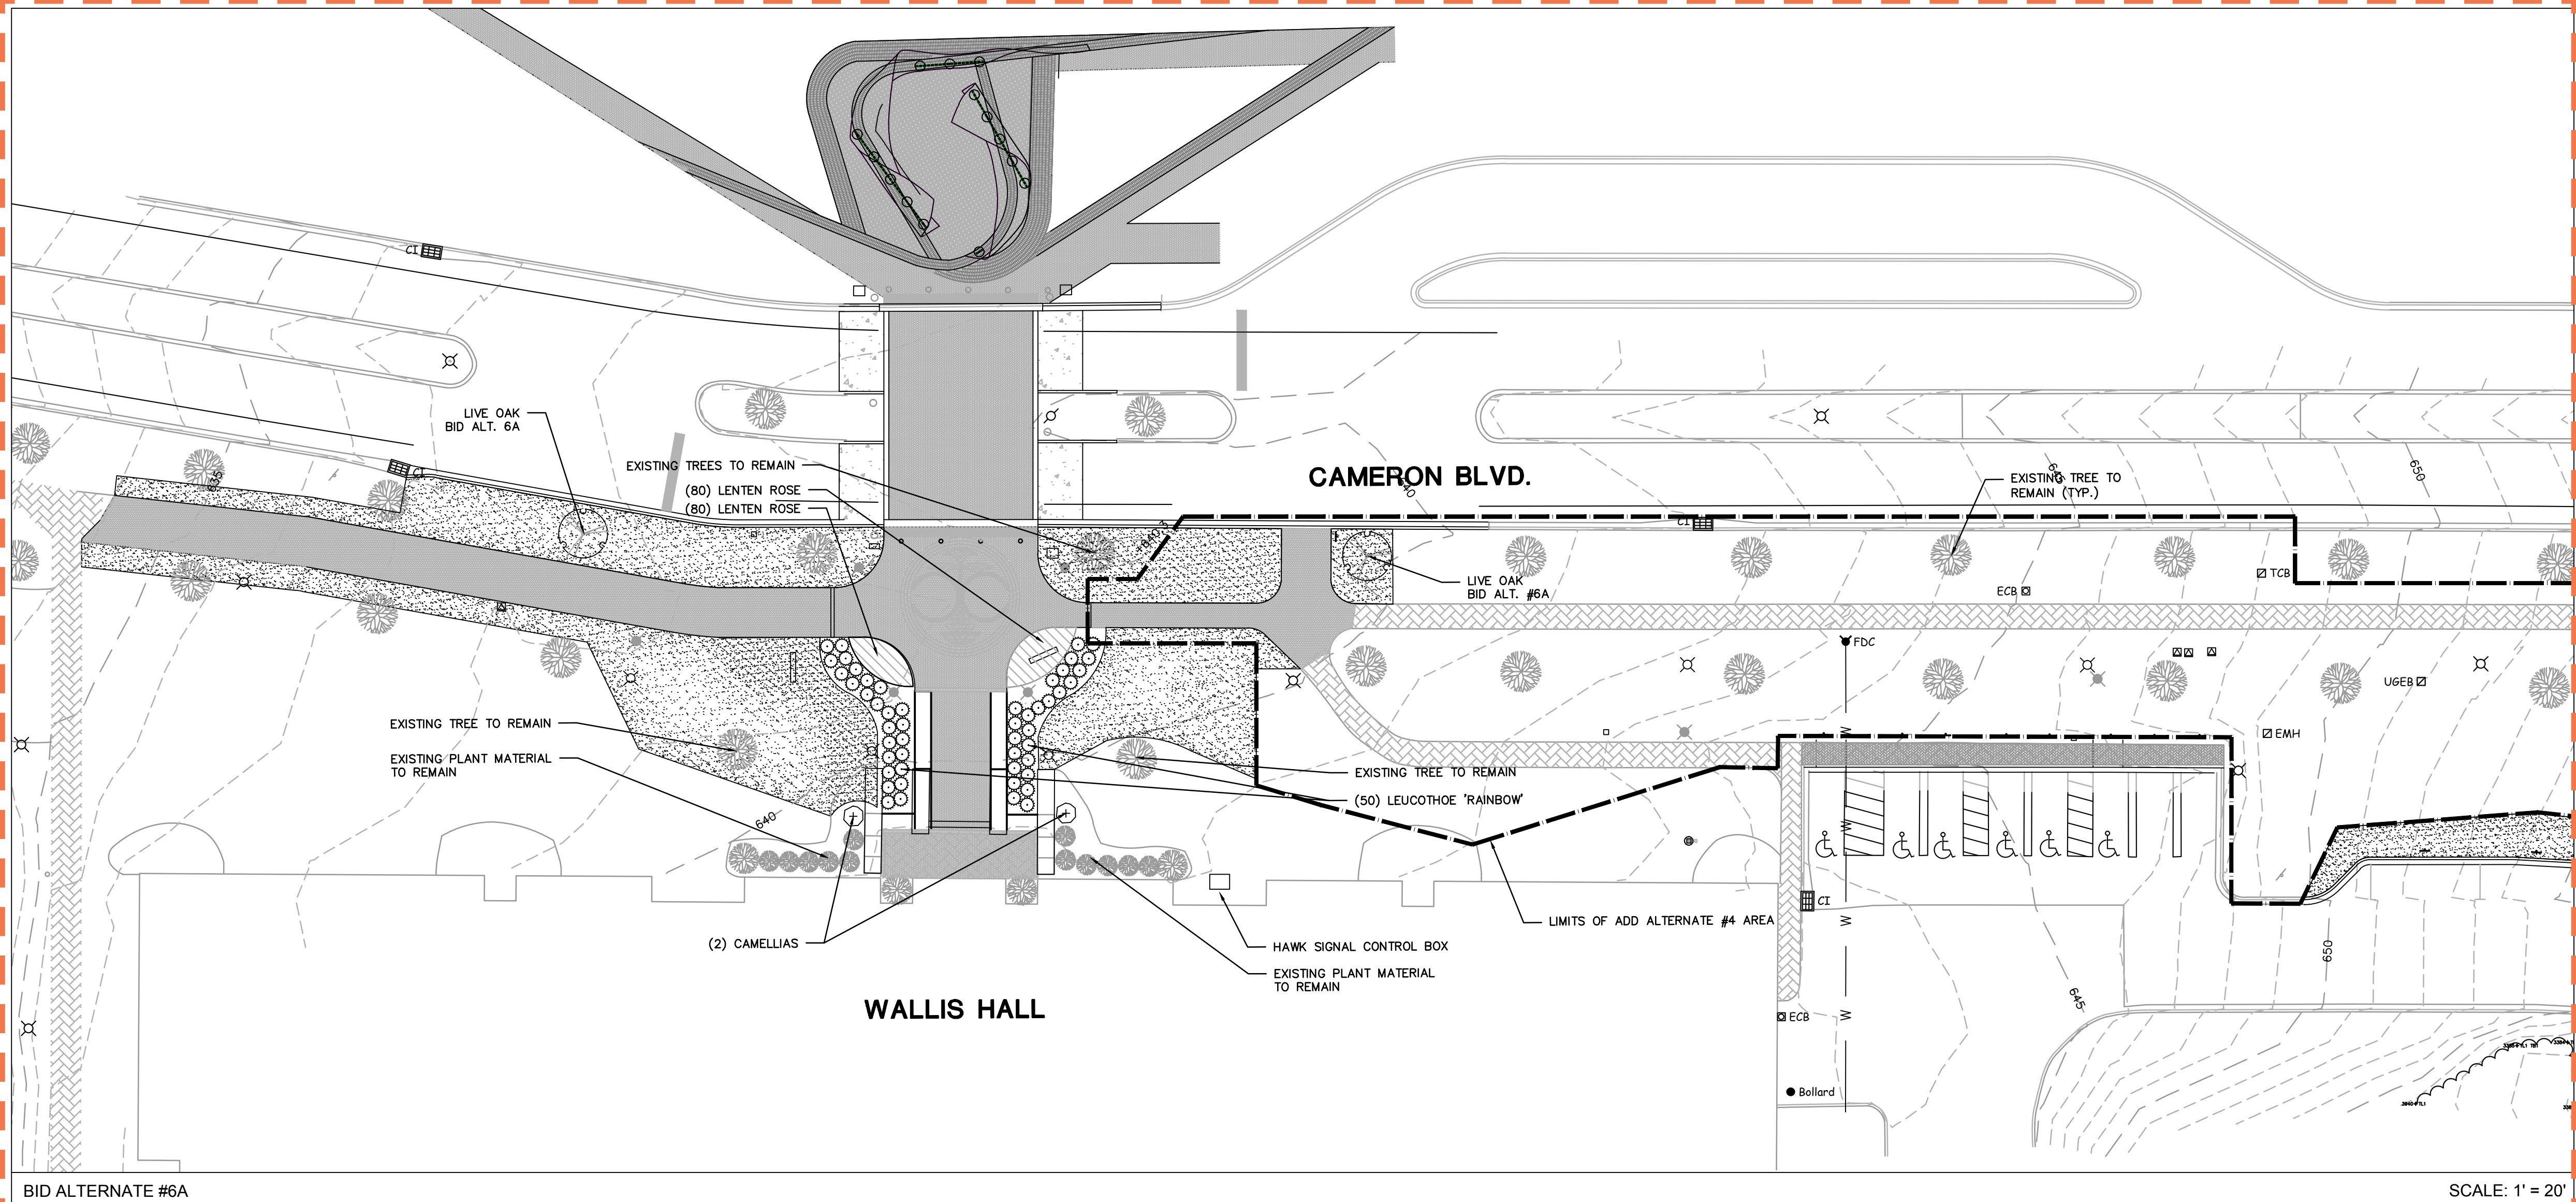 CI
LIVE OAK
BID ALT. 6A
CI
635
EXISTING TREES TO REMAIN
(80) LENTEN ROSE
(80) LENTEN ROSE
CAMERON BLVD.
640
EXISTING TREE TO
REMAIN (TYP.)
645
650
CI
TCB
ECB
LIVE OAK
BID ALT. #6A
FDC
UGEB
EMH
W
EXISTING TREE TO REMAIN
EXISTING PLANT MATERIAL
TO REMAIN
EXISTING TREE TO REMAIN
(50) LEUCOTHOE 'RAINBOW'
640
W
CI
LIMITS OF ADD ALTERNATE #4 AREA
W
(2) CAMELLIAS
HAWK SIGNAL CONTROL BOX
EXISTING PLANT MATERIAL
TO REMAIN
650
645
WALLIS HALL
ECB
W
Bollard
BID ALTERNATE #6A
SCALE: 1' = 20'